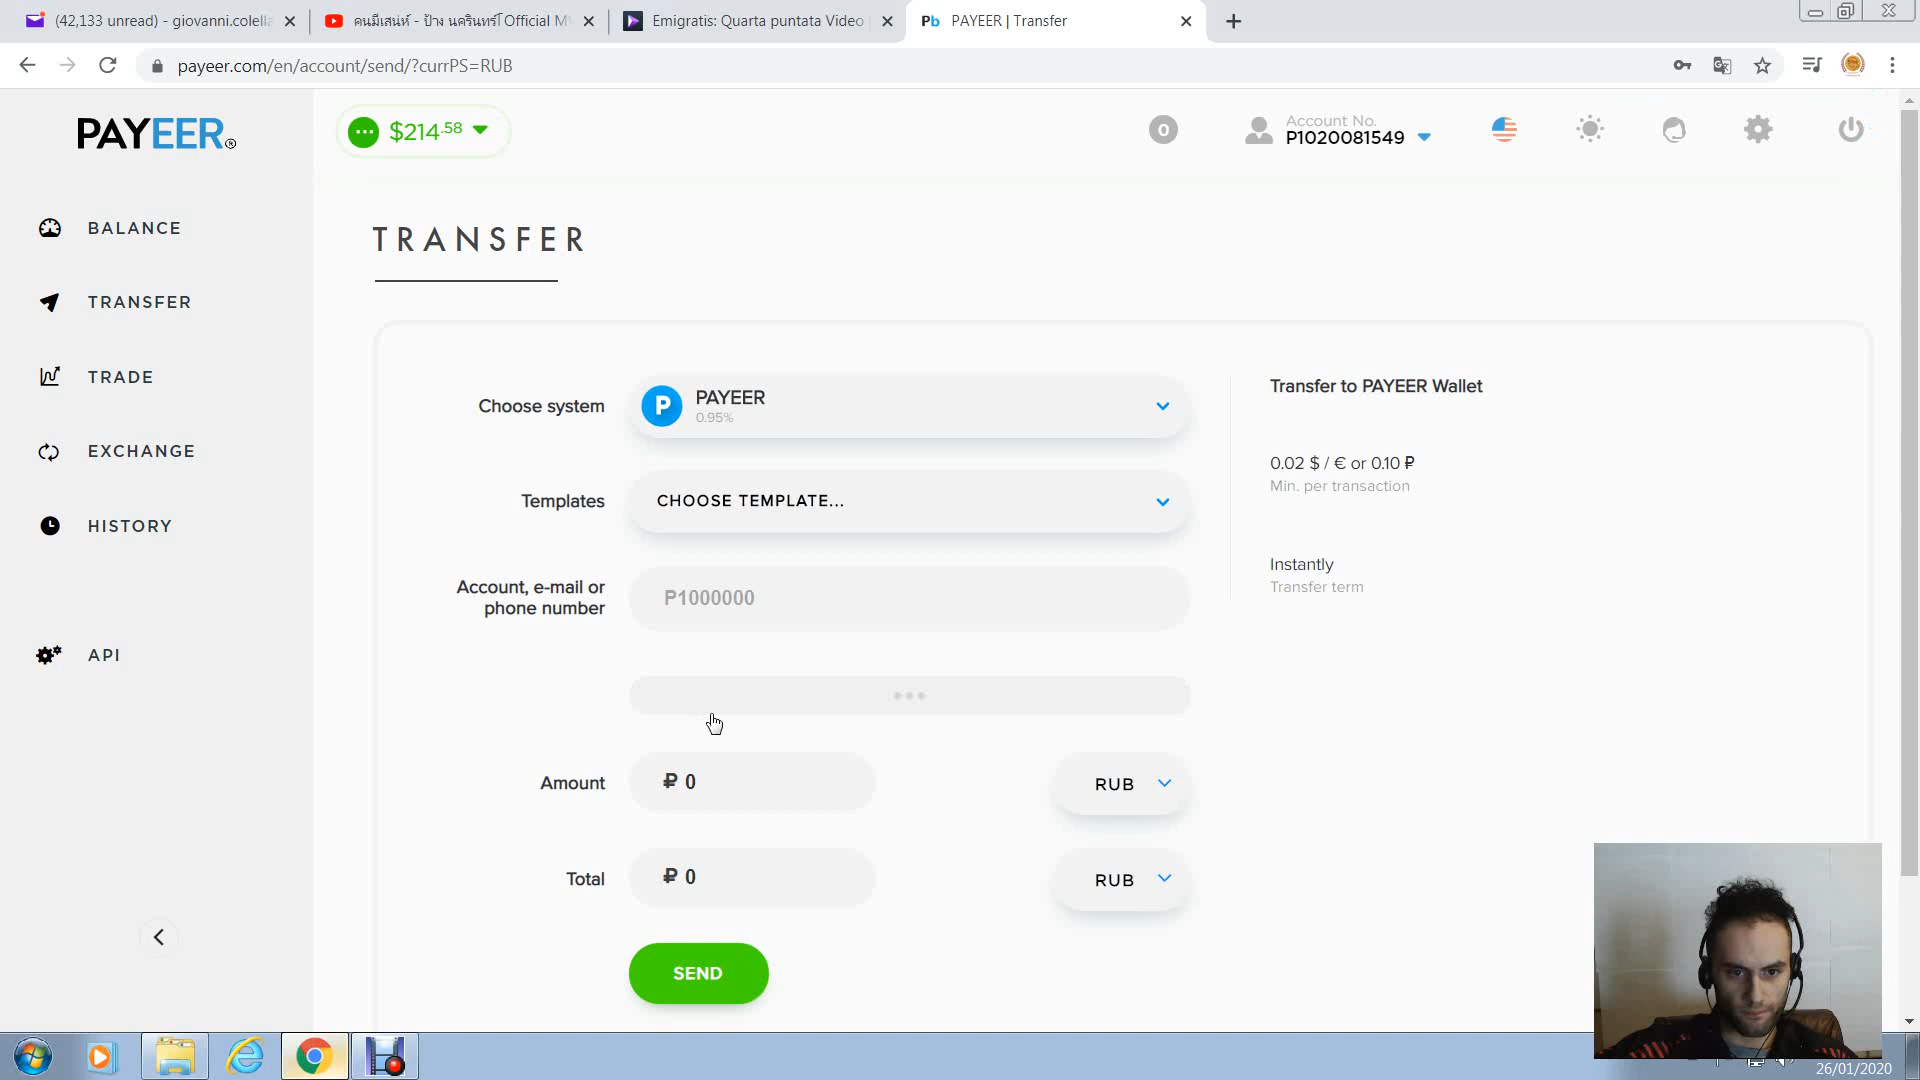 (42,133 unread) - giovanni.colella
คนมีเสน่ห์ - ป้าง นครินทร์ [Official M
Emigratis: Quarta puntata Video
PAYEER | Transfer
payeer.com/en/account/send/?currPS=RUB
PAYEER®
$214.58
0
Account No.
P1020081549
BALANCE
TRANSFER
TRADE
EXCHANGE
HISTORY
API
TRANSFER
Choose system
PAYEER
0.95%
Templates
CHOOSE TEMPLATE...
Account, e-mail or
phone number
P1000000
Amount
₽ 0
RUB
Total
₽ 0
RUB
SEND
Transfer to PAYEER Wallet
0.02 $ / € or 0.10 ₽
Min. per transaction
Instantly
Transfer term
26/01/2020